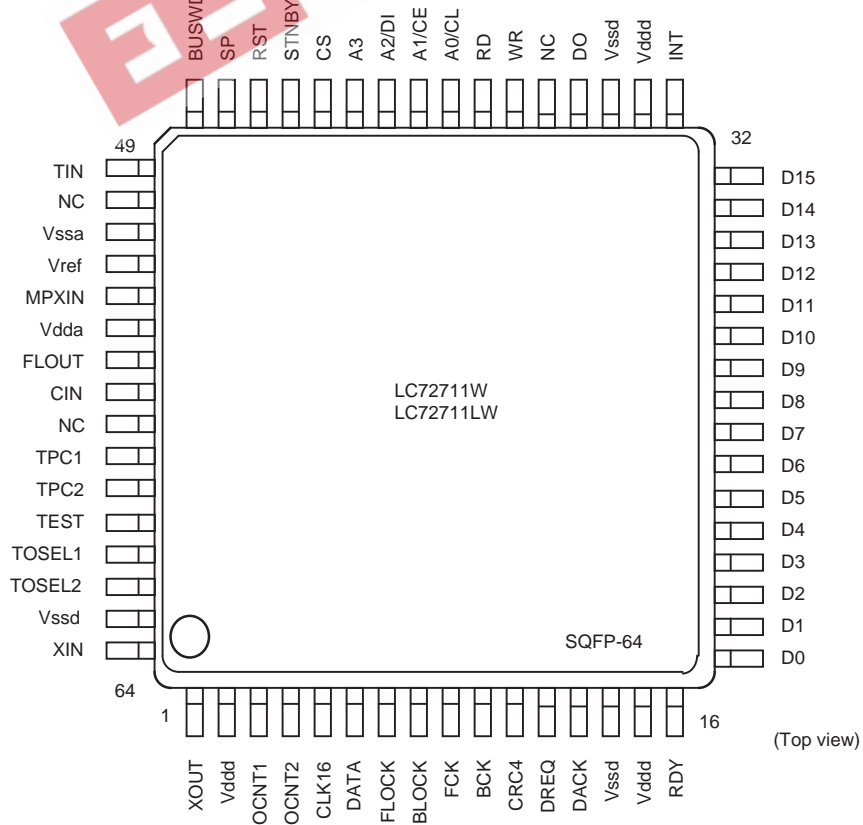 BUSWD
SP
RST
STNBY
CS
A3
A2/DI
A1/CE
A0/CL
RD
WR
NC
DO
Vssd
Vddd
INT
49
32
TIN
NC
Vssa
Vref
MPXIN
Vdda
FLOUT
CIN
NC
TPC1
TPC2
TEST
TOSEL1
TOSEL2
Vssd
XIN
LC72711W
LC72711LW
D15
D14
D13
D12
D11
D10
D9
D8
D7
D6
D5
D4
D3
D2
D1
D0
SQFP-64
64
1
16
(Top view)
XOUT
Vddd
OCNT1
OCNT2
CLK16
DATA
FLOCK
BLOCK
FCK
BCK
CRC4
DREQ
DACK
Vssd
Vddd
RDY